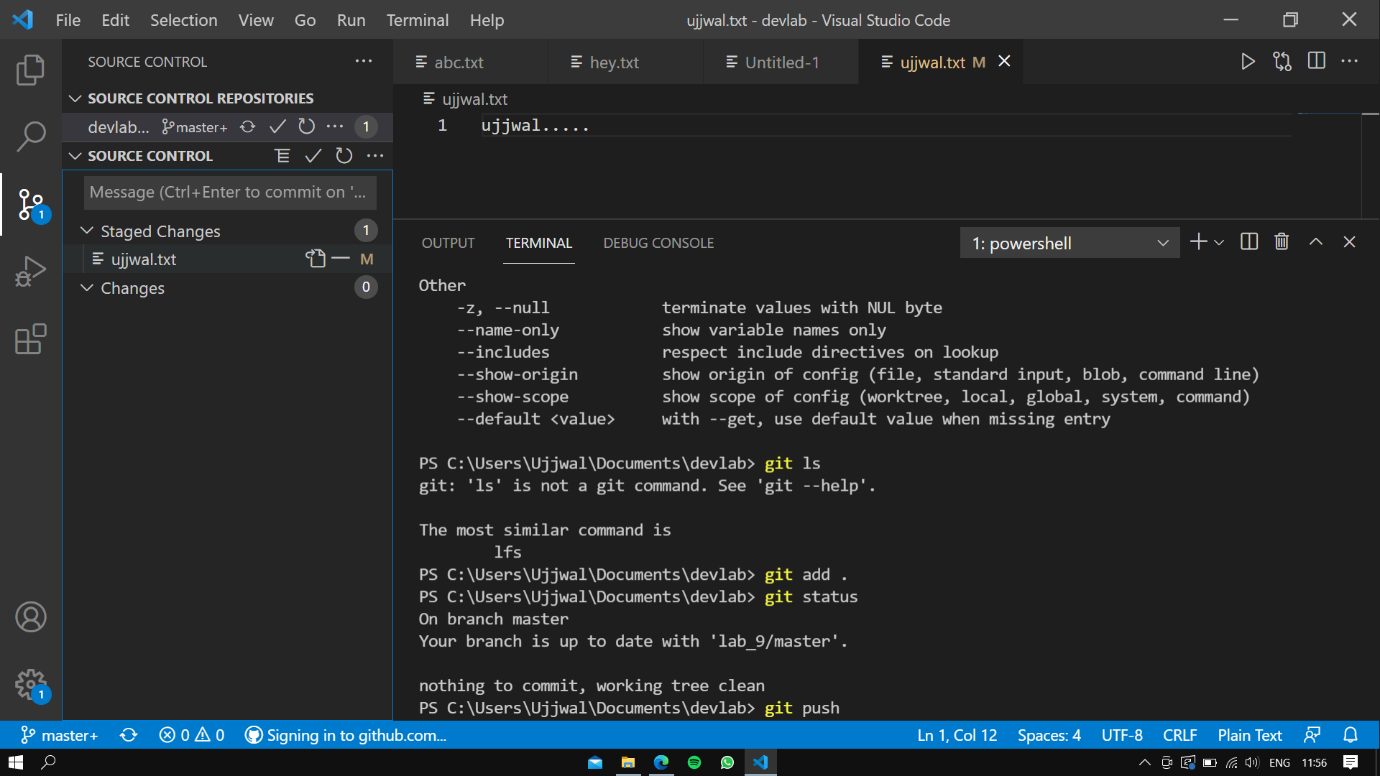 File Edit Selection View Go Run Terminal Help ujjwal.txt - devlab - Visual Studio Code
SOURCE CONTROL
abc.txt hey.txt Untitled-1 ujjwal.txt M
SOURCE CONTROL REPOSITORIES
devlab... master+ 1
SOURCE CONTROL
Message (Ctrl+Enter to commit on '...
Staged Changes 1
ujjwal.txt M
Changes 0
ujjwal.txt
1 ujjwal.....
OUTPUT TERMINAL DEBUG CONSOLE 1: powershell
Other
-z, --null terminate values with NUL byte
--name-only show variable names only
--includes respect include directives on lookup
--show-origin show origin of config (file, standard input, blob, command line)
--show-scope show scope of config (worktree, local, global, system, command)
--default <value> with --get, use default value when missing entry
PS C:\Users\Ujjwal\Documents\devlab> git ls
git: 'ls' is not a git command. See 'git --help'.
The most similar command is
lfs
PS C:\Users\Ujjwal\Documents\devlab> git add .
PS C:\Users\Ujjwal\Documents\devlab> git status
On branch master
Your branch is up to date with 'lab_9/master'.
nothing to commit, working tree clean
PS C:\Users\Ujjwal\Documents\devlab> git push
1
1
master+ 0 0 Signing in to github.com... Ln 1, Col 12 Spaces: 4 UTF-8 CRLF Plain Text
ENG 11:56